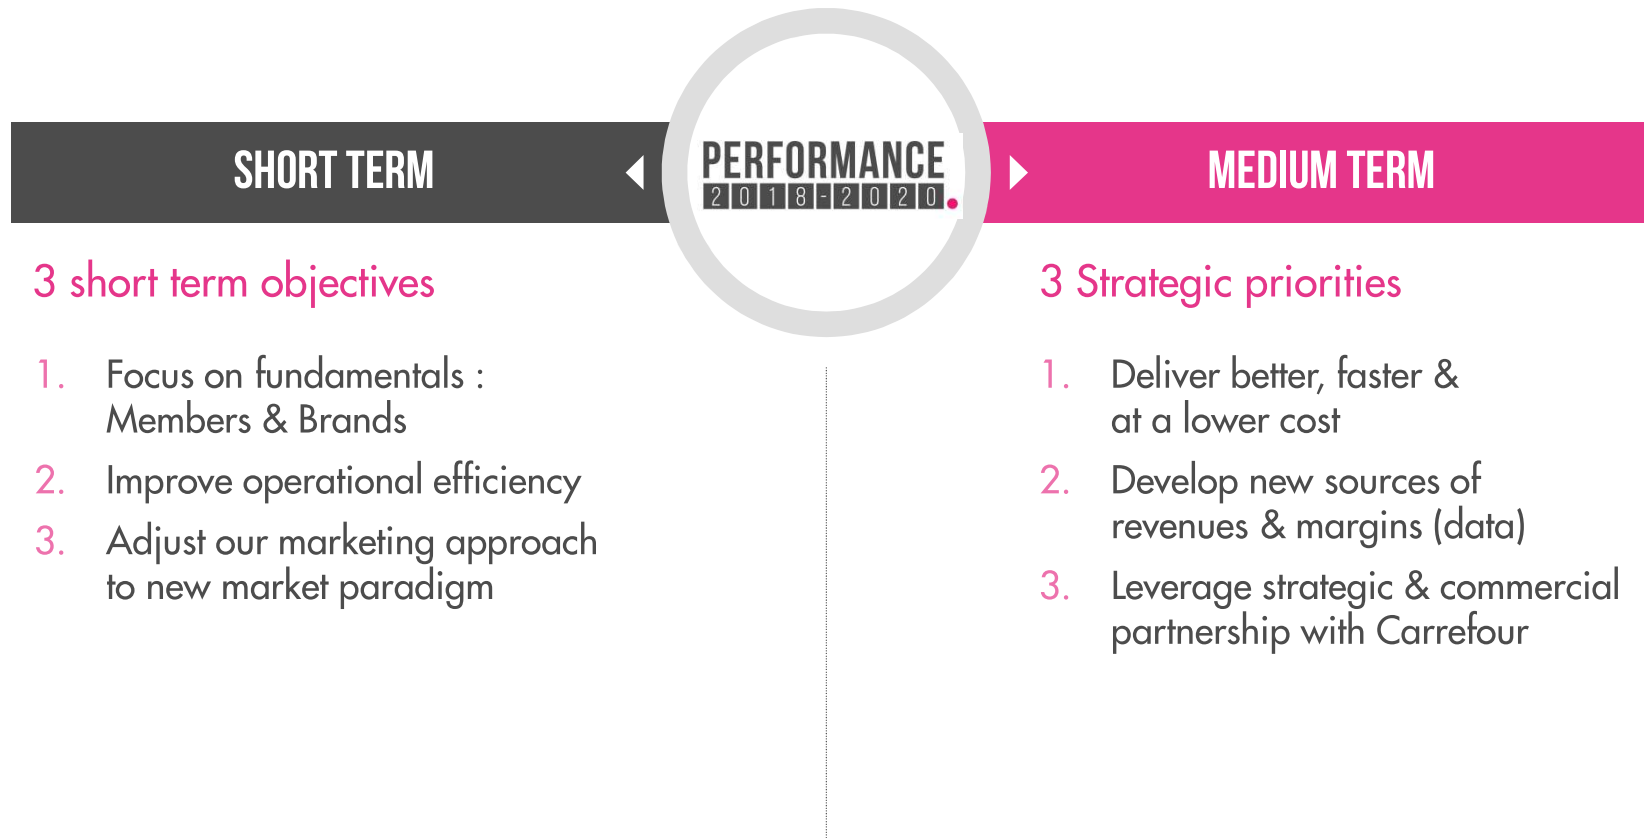 SHORT TERM
PERFORMANCE
2018-2020.
MEDIUM TERM
3 short term objectives
1. Focus on fundamentals :
Members & Brands
2. Improve operational efficiency
3. Adjust our marketing approach
to new market paradigm
3 Strategic priorities
1. Deliver better, faster &
at a lower cost
2. Develop new sources of
revenues & margins (data)
3. Leverage strategic & commercial
partnership with Carrefour